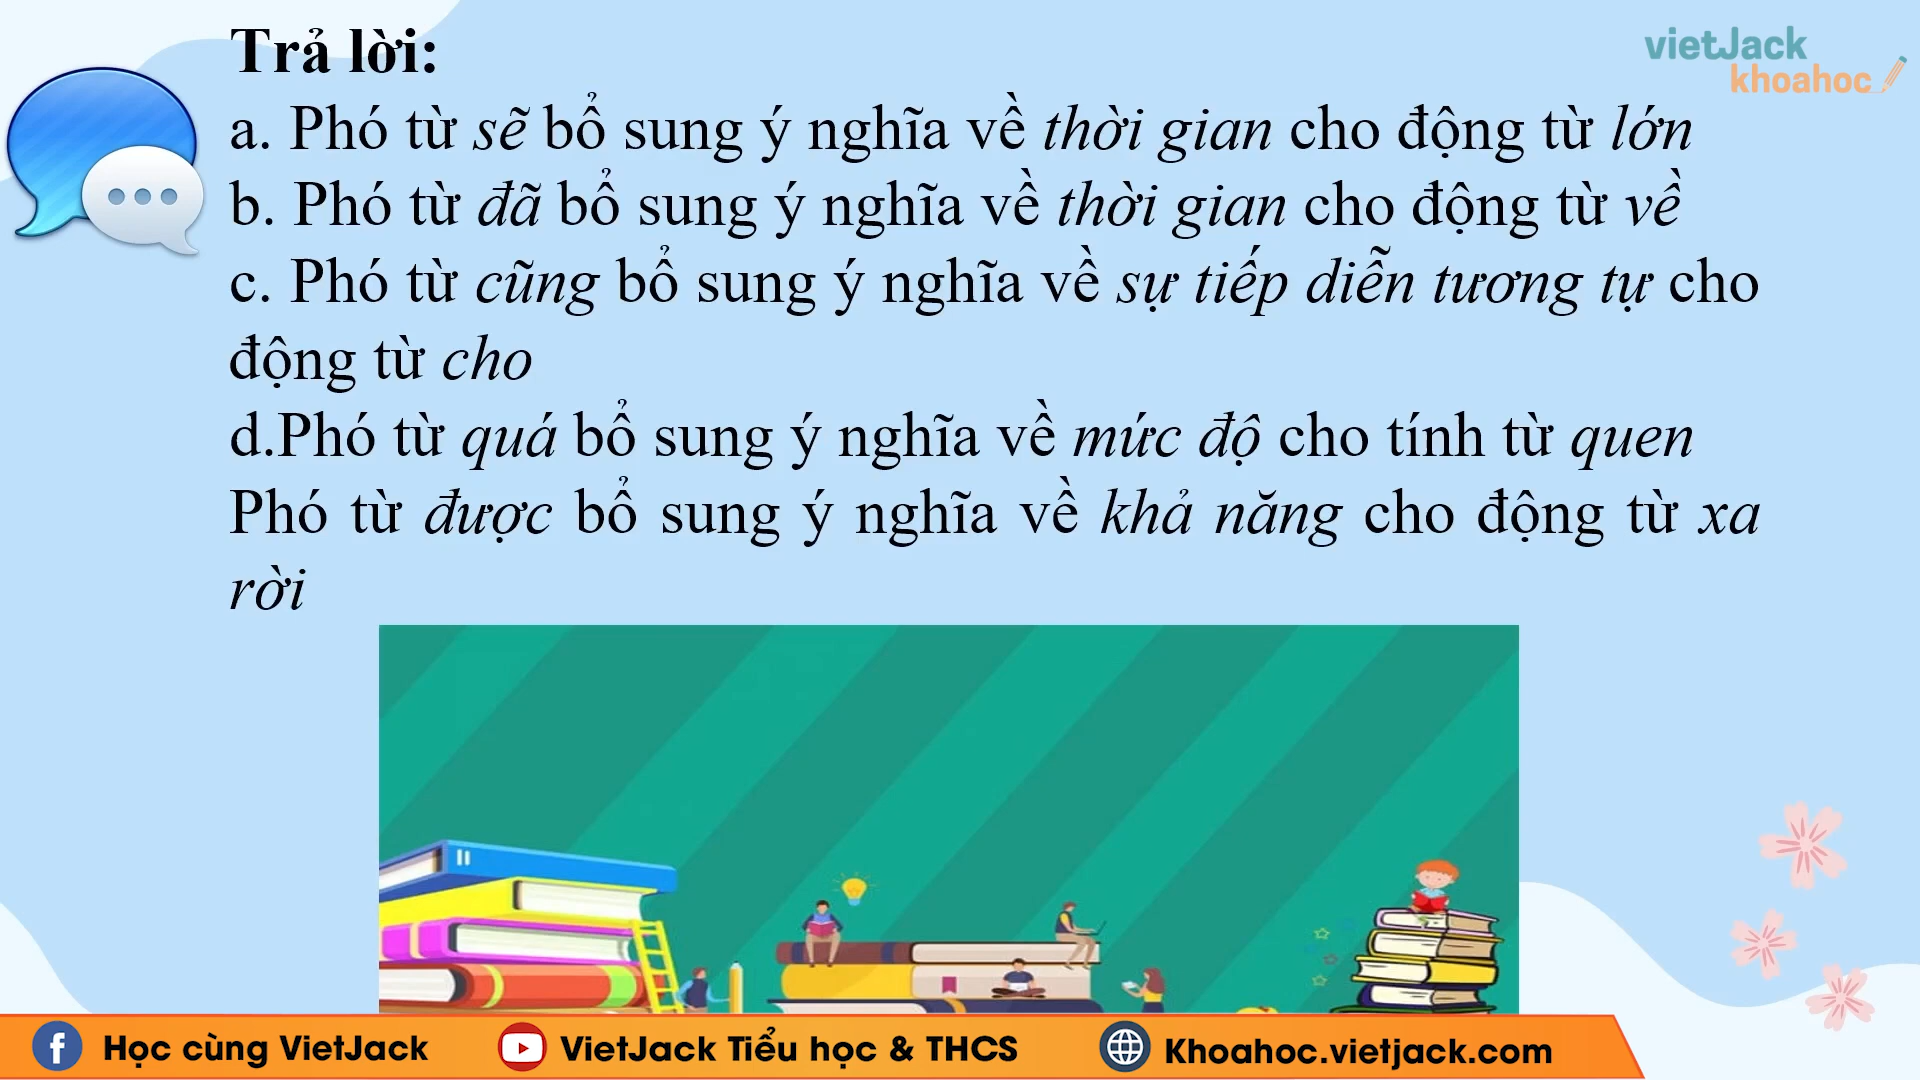 Trả lời:
vietJack
khoahoc
a. Phó từ sẽ bổ sung ý nghĩa về thời gian cho động từ lớn
b. Phó từ đã bổ sung ý nghĩa về thời gian cho động từ về
c. Phó từ cũng bổ sung ý nghĩa về sự tiếp diễn tương tự cho
động từ cho
d.Phó từ quá bổ sung ý nghĩa về mức độ cho tính từ quen
Phó từ được bổ sung ý nghĩa về khả năng cho động từ xa
rời
Học cùng VietJack
VietJack Tiểu học & THCS
Khoahoc.vietjack.com